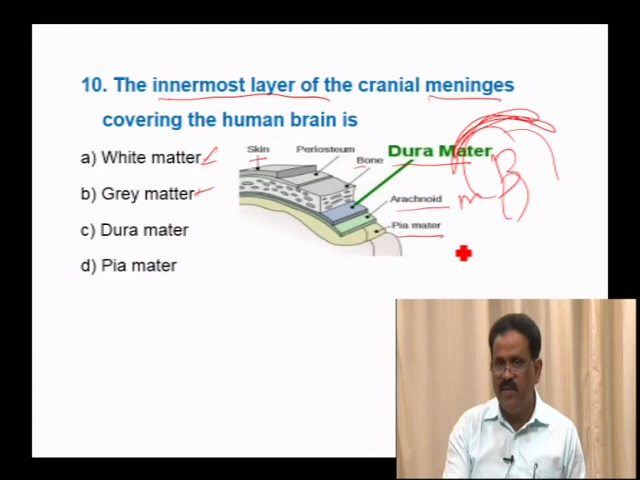 10. The innermost layer of the cranial meninges
covering the human brain is
a) White matter
b) Grey matter
c) Dura mater
d) Pia mater
Skin
Periosteum
Bone
Dura Mater
Arachnoid
Pia mater
B